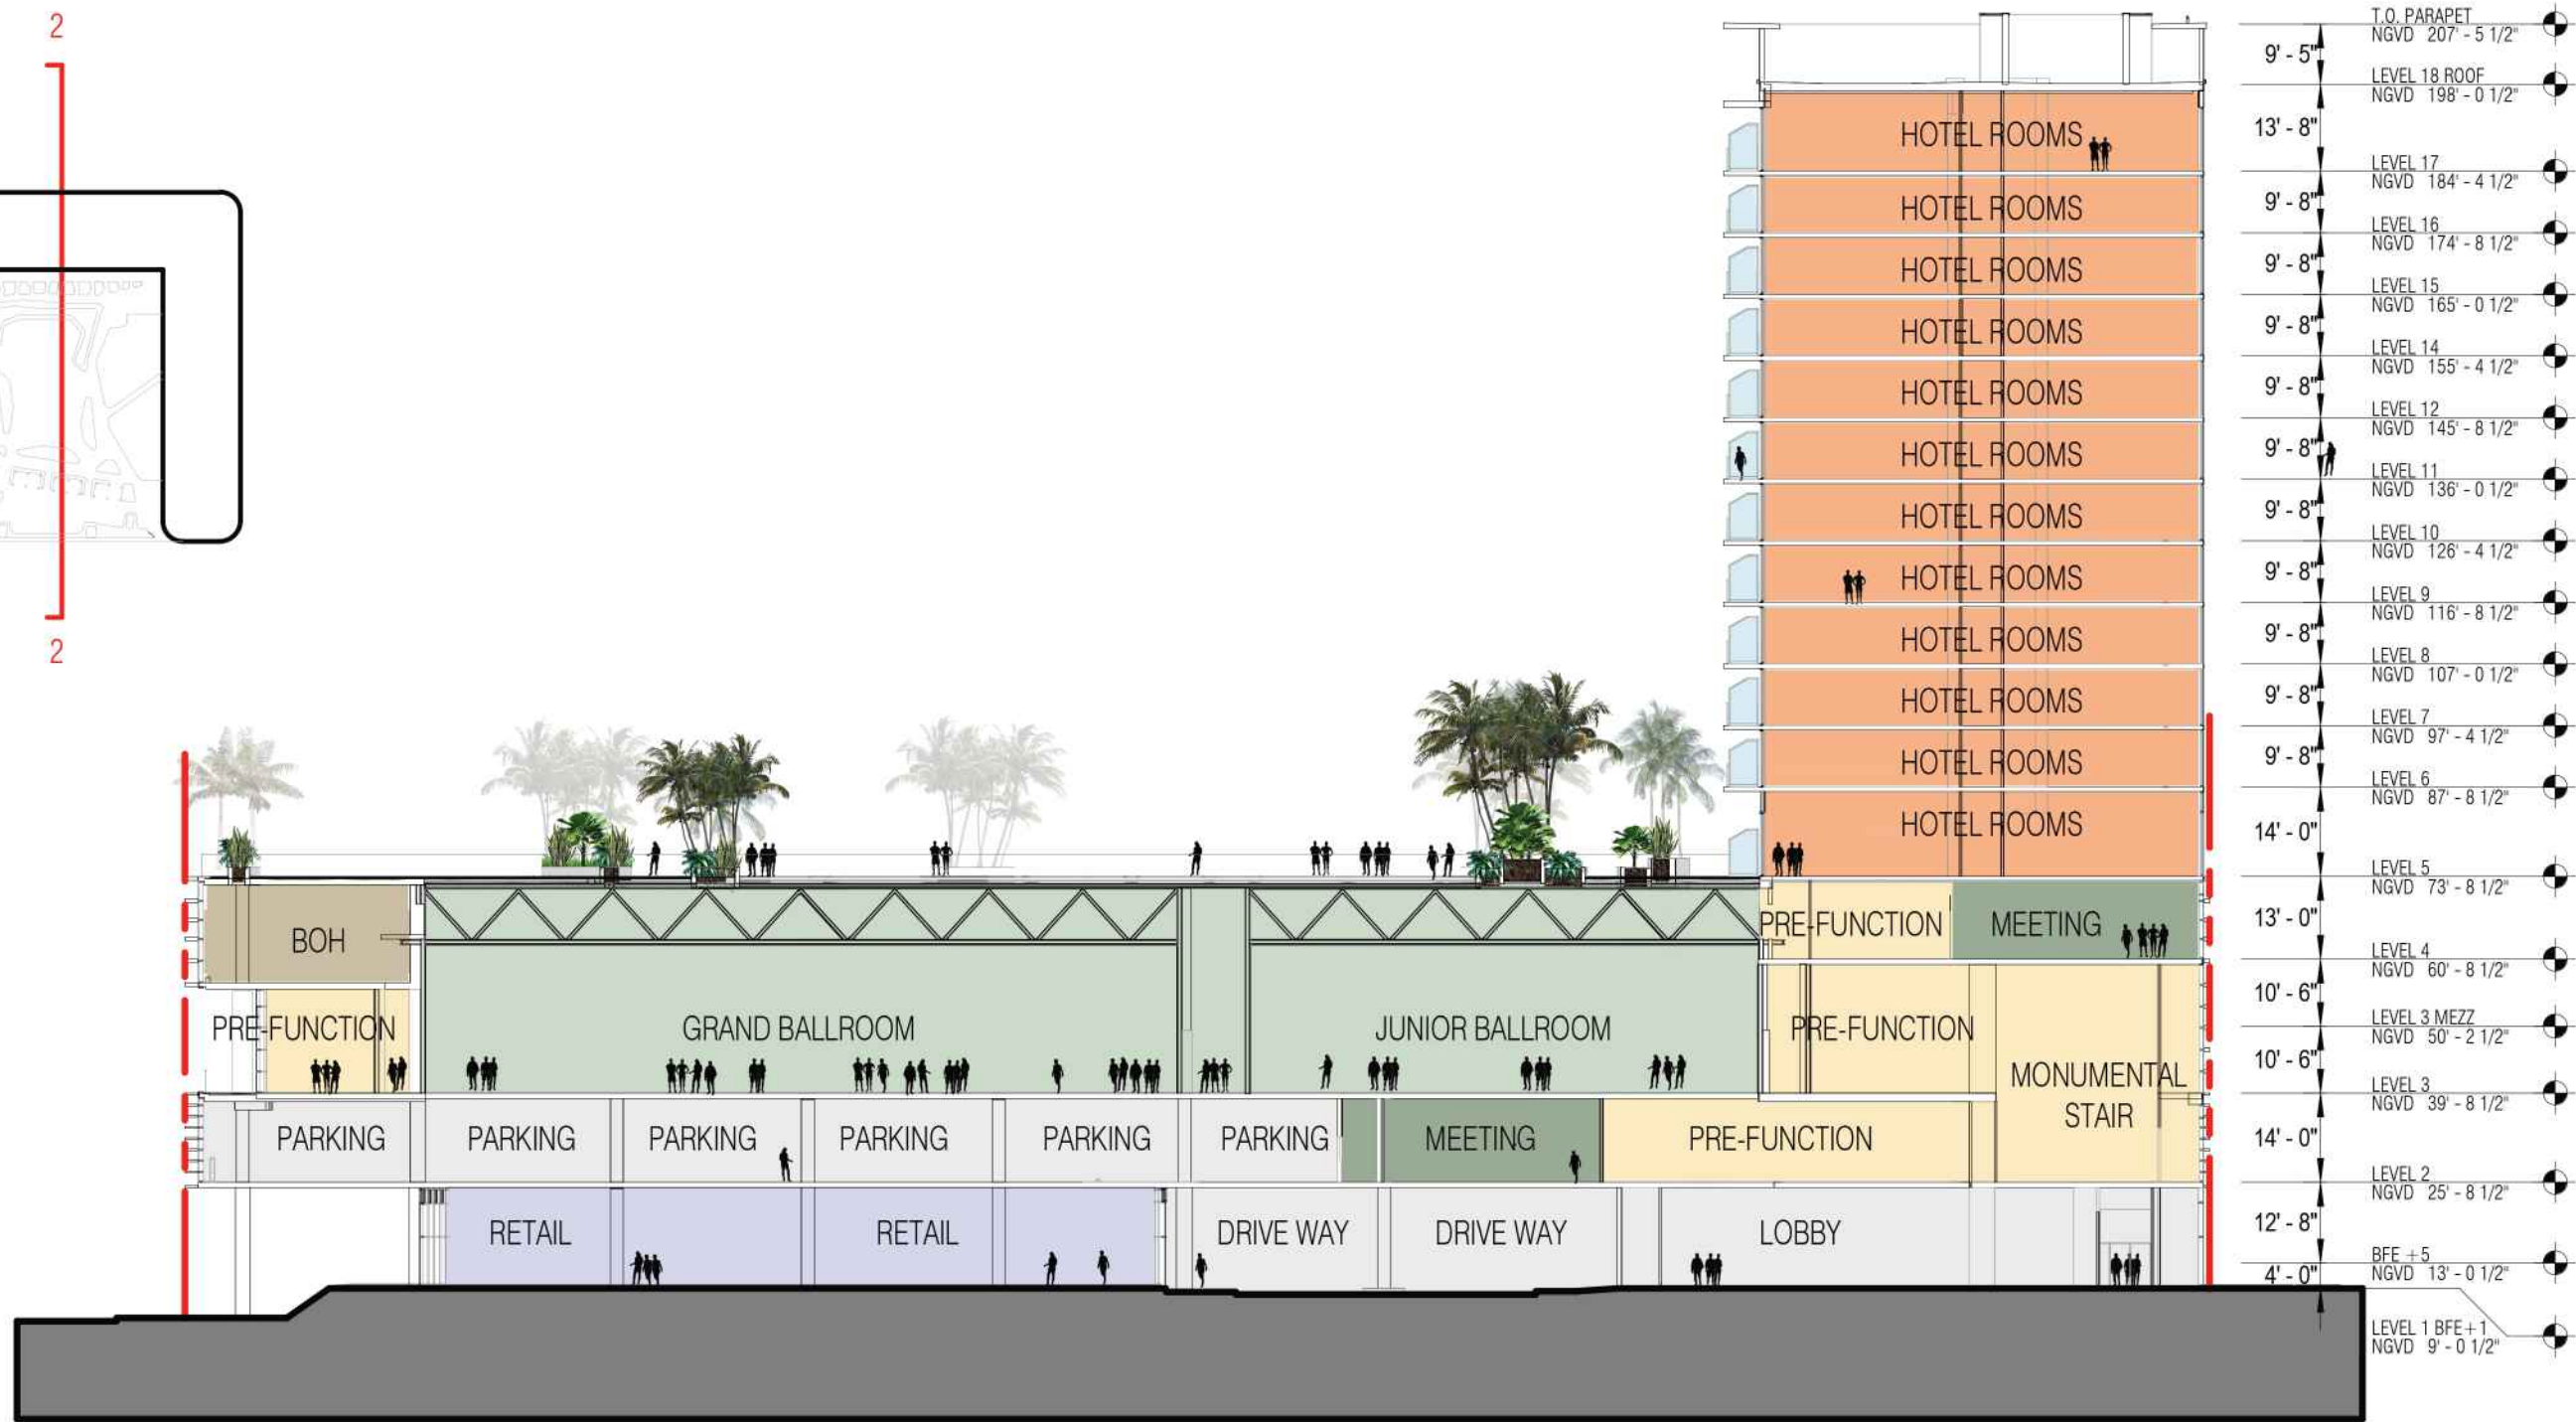 2
2
HOTEL ROOMS
HOTEL ROOMS
HOTEL ROOMS
HOTEL ROOMS
HOTEL ROOMS
HOTEL ROOMS
HOTEL ROOMS
HOTEL ROOMS
HOTEL ROOMS
HOTEL ROOMS
HOTEL ROOMS
HOTEL ROOMS
BOH
PRE-FUNCTION
MEETING
PRE-FUNCTION
GRAND BALLROOM
JUNIOR BALLROOM
PRE-FUNCTION
MONUMENTAL
STAIR
PARKING
PARKING
PARKING
PARKING
PARKING
PARKING
MEETING
PRE-FUNCTION
RETAIL
RETAIL
DRIVE WAY
DRIVE WAY
LOBBY
9' - 5"
13' - 8"
9' - 8"
9' - 8"
9' - 8"
9' - 8"
9' - 8"
9' - 8"
9' - 8"
9' - 8"
9' - 8"
9' - 8"
14' - 0"
13' - 0"
10' - 6"
10' - 6"
14' - 0"
12' - 8"
4' - 0"
T.O. PARAPET
NGVD 207' - 5 1/2"
LEVEL 18 ROOF
NGVD 198' - 0 1/2"
LEVEL 17
NGVD 184' - 4 1/2"
LEVEL 16
NGVD 174' - 8 1/2"
LEVEL 15
NGVD 165' - 0 1/2"
LEVEL 14
NGVD 155' - 4 1/2"
LEVEL 12
NGVD 145' - 8 1/2"
LEVEL 11
NGVD 136' - 0 1/2"
LEVEL 10
NGVD 126' - 4 1/2"
LEVEL 9
NGVD 116' - 8 1/2"
LEVEL 8
NGVD 107' - 0 1/2"
LEVEL 7
NGVD 97' - 4 1/2"
LEVEL 6
NGVD 87' - 8 1/2"
LEVEL 5
NGVD 73' - 8 1/2"
LEVEL 4
NGVD 60' - 8 1/2"
LEVEL 3 MEZZ
NGVD 50' - 2 1/2"
LEVEL 3
NGVD 39' - 8 1/2"
LEVEL 2
NGVD 25' - 8 1/2"
BFE +5
NGVD 13' - 0 1/2"
LEVEL 1 BFE+1
NGVD 9' - 0 1/2"